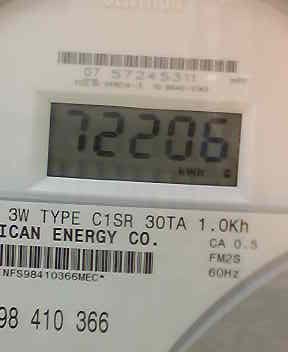 07 57245311
72206
kWh
3W TYPE C1SR 30TA 1.0Kh
ICAN ENERGY CO.
CA 0.5
FM2S
60Hz
NFS98410366MEC*
98 410 366